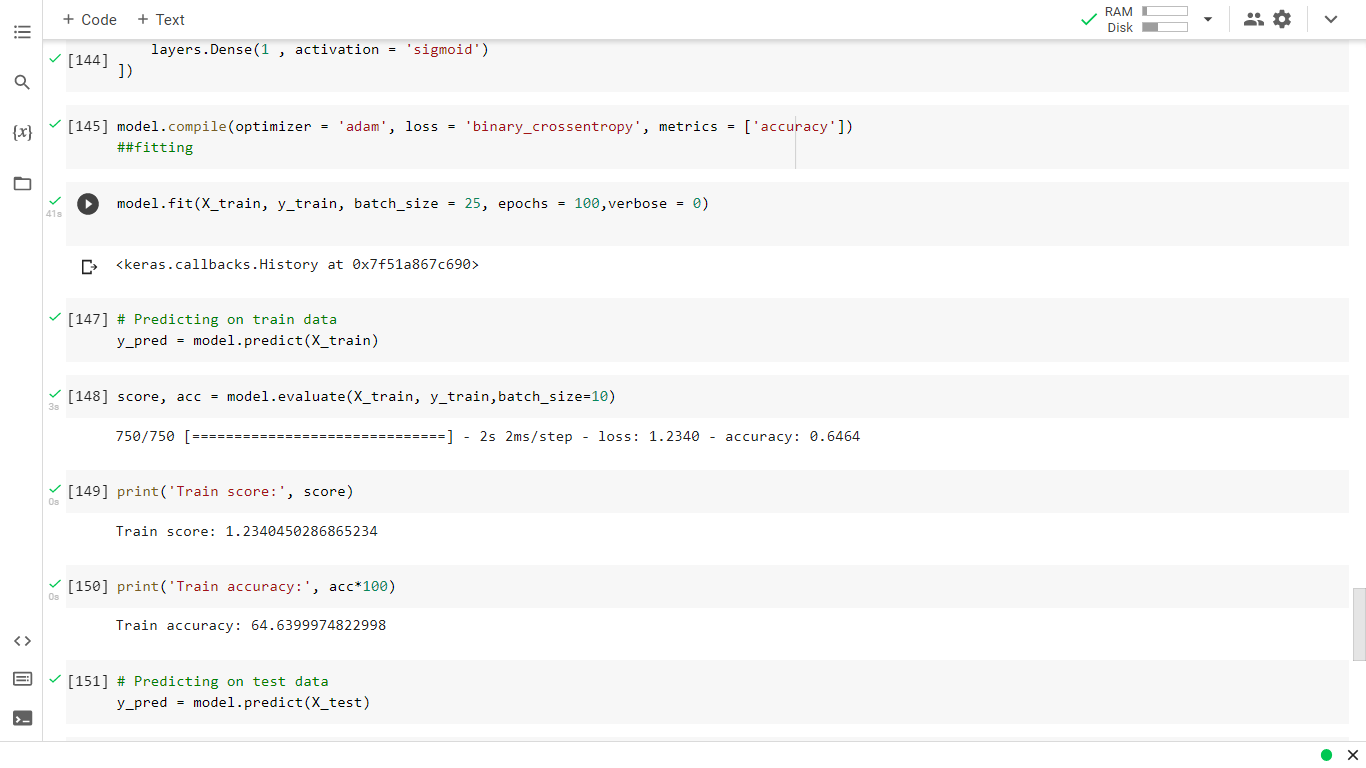 + Code + Text
RAM
Disk
{x}
layers.Dense(1 , activation = 'sigmoid')
[144]
])
[145] model.compile(optimizer = 'adam', loss = 'binary_crossentropy', metrics = ['accuracy'])
##fitting
model.fit(X_train, y_train, batch_size = 25, epochs = 100,verbose = 0)
41s
<keras.callbacks.History at 0x7f51a867c690>
[147] # Predicting on train data
y_pred = model.predict(X_train)
[148] score, acc = model.evaluate(X_train, y_train,batch_size=10)
3s
750/750 [==============================] - 2s 2ms/step - loss: 1.2340 - accuracy: 0.6464
[149] print('Train score:', score)
0s
Train score: 1.2340450286865234
[150] print('Train accuracy:', acc*100)
0s
Train accuracy: 64.6399974822998
[151] # Predicting on test data
y_pred = model.predict(X_test)